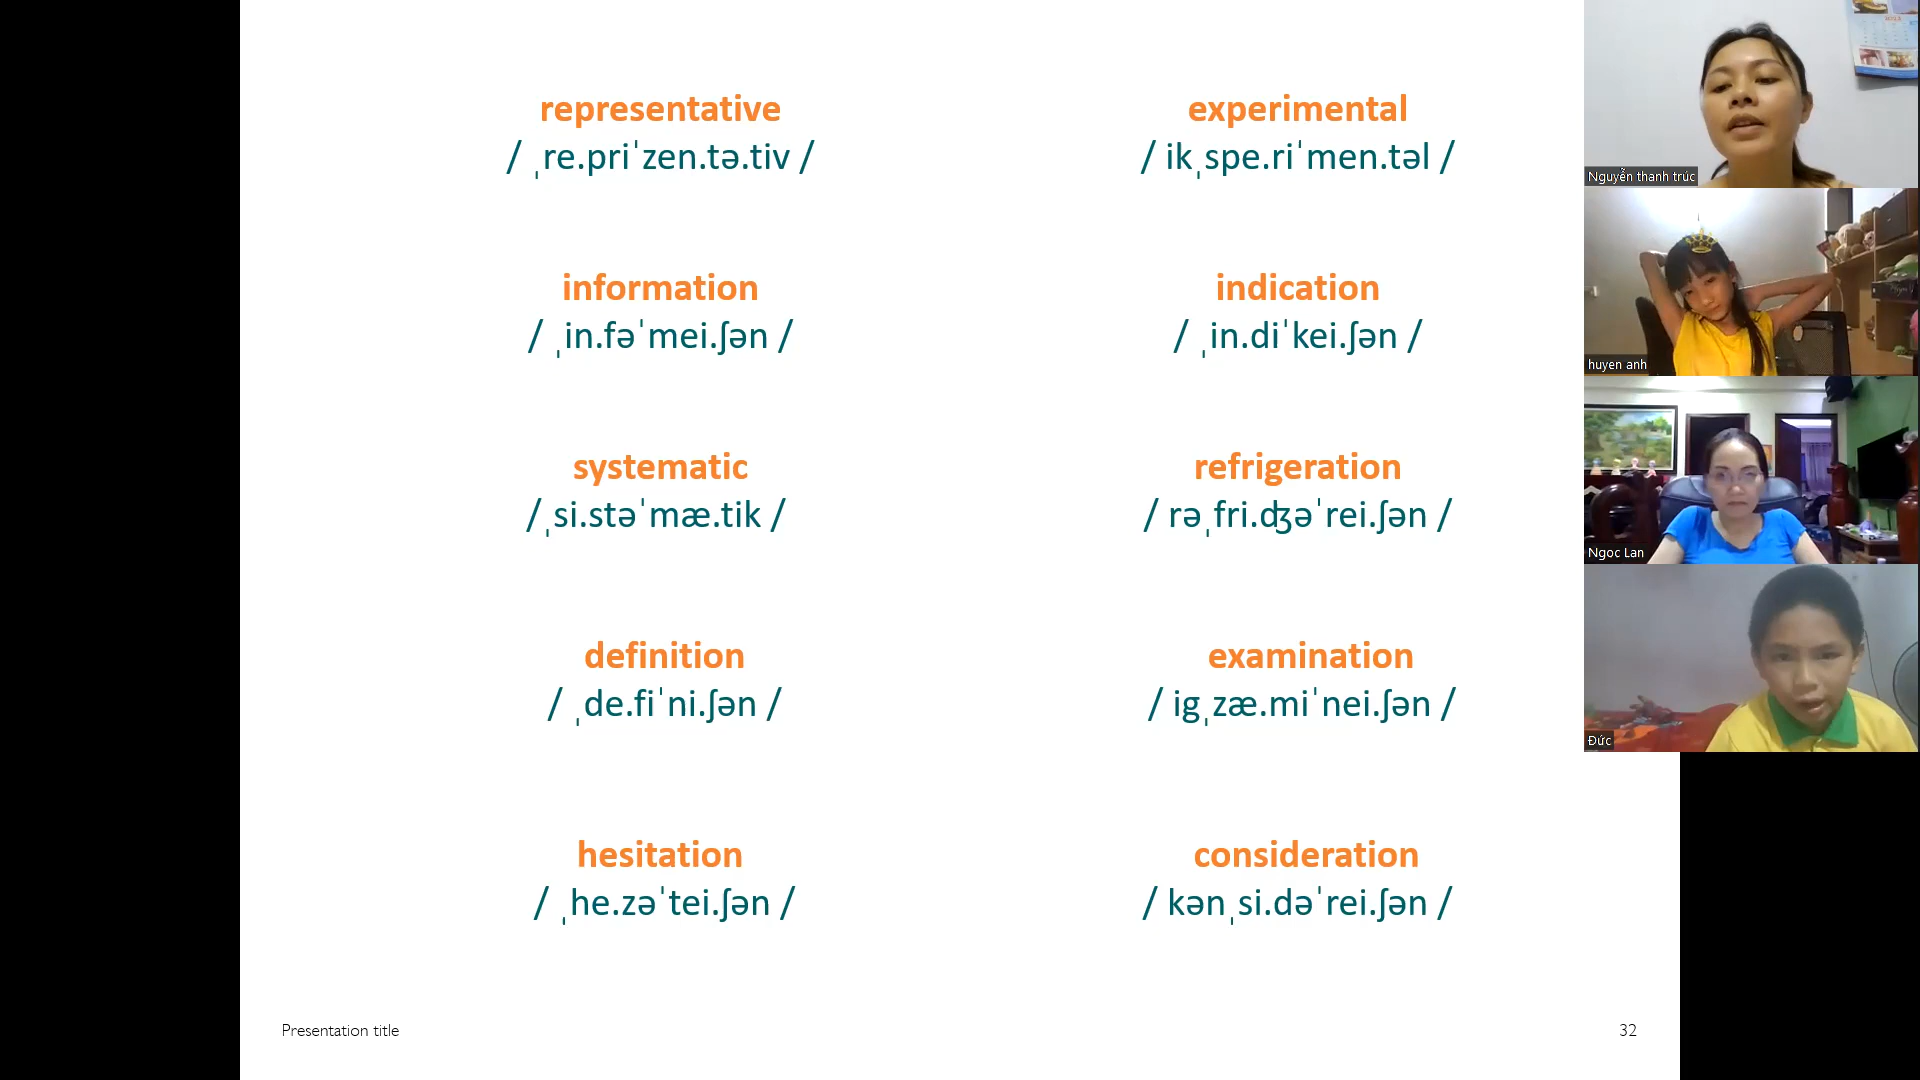 representative
/ ˌre.priˈzen.tə.tiv /
experimental
/ ikˌspe.riˈmen.təl /
information
/ ˌin.fəˈmei.ʃən /
indication
/ ˌin.diˈkei.ʃən /
systematic
/ˌsi.stəˈmæ.tik /
refrigeration
/ rəˌfri.ʤəˈrei.ʃən /
definition
/ ˌde.fiˈni.ʃən /
examination
/ igˌzæ.miˈnei.ʃən /
hesitation
/ ˌhe.zəˈtei.ʃən /
consideration
/ kənˌsi.dəˈrei.ʃən /
Presentation title
32
Nguyễn thanh trúc
huyen anh
Ngoc Lan
Đức